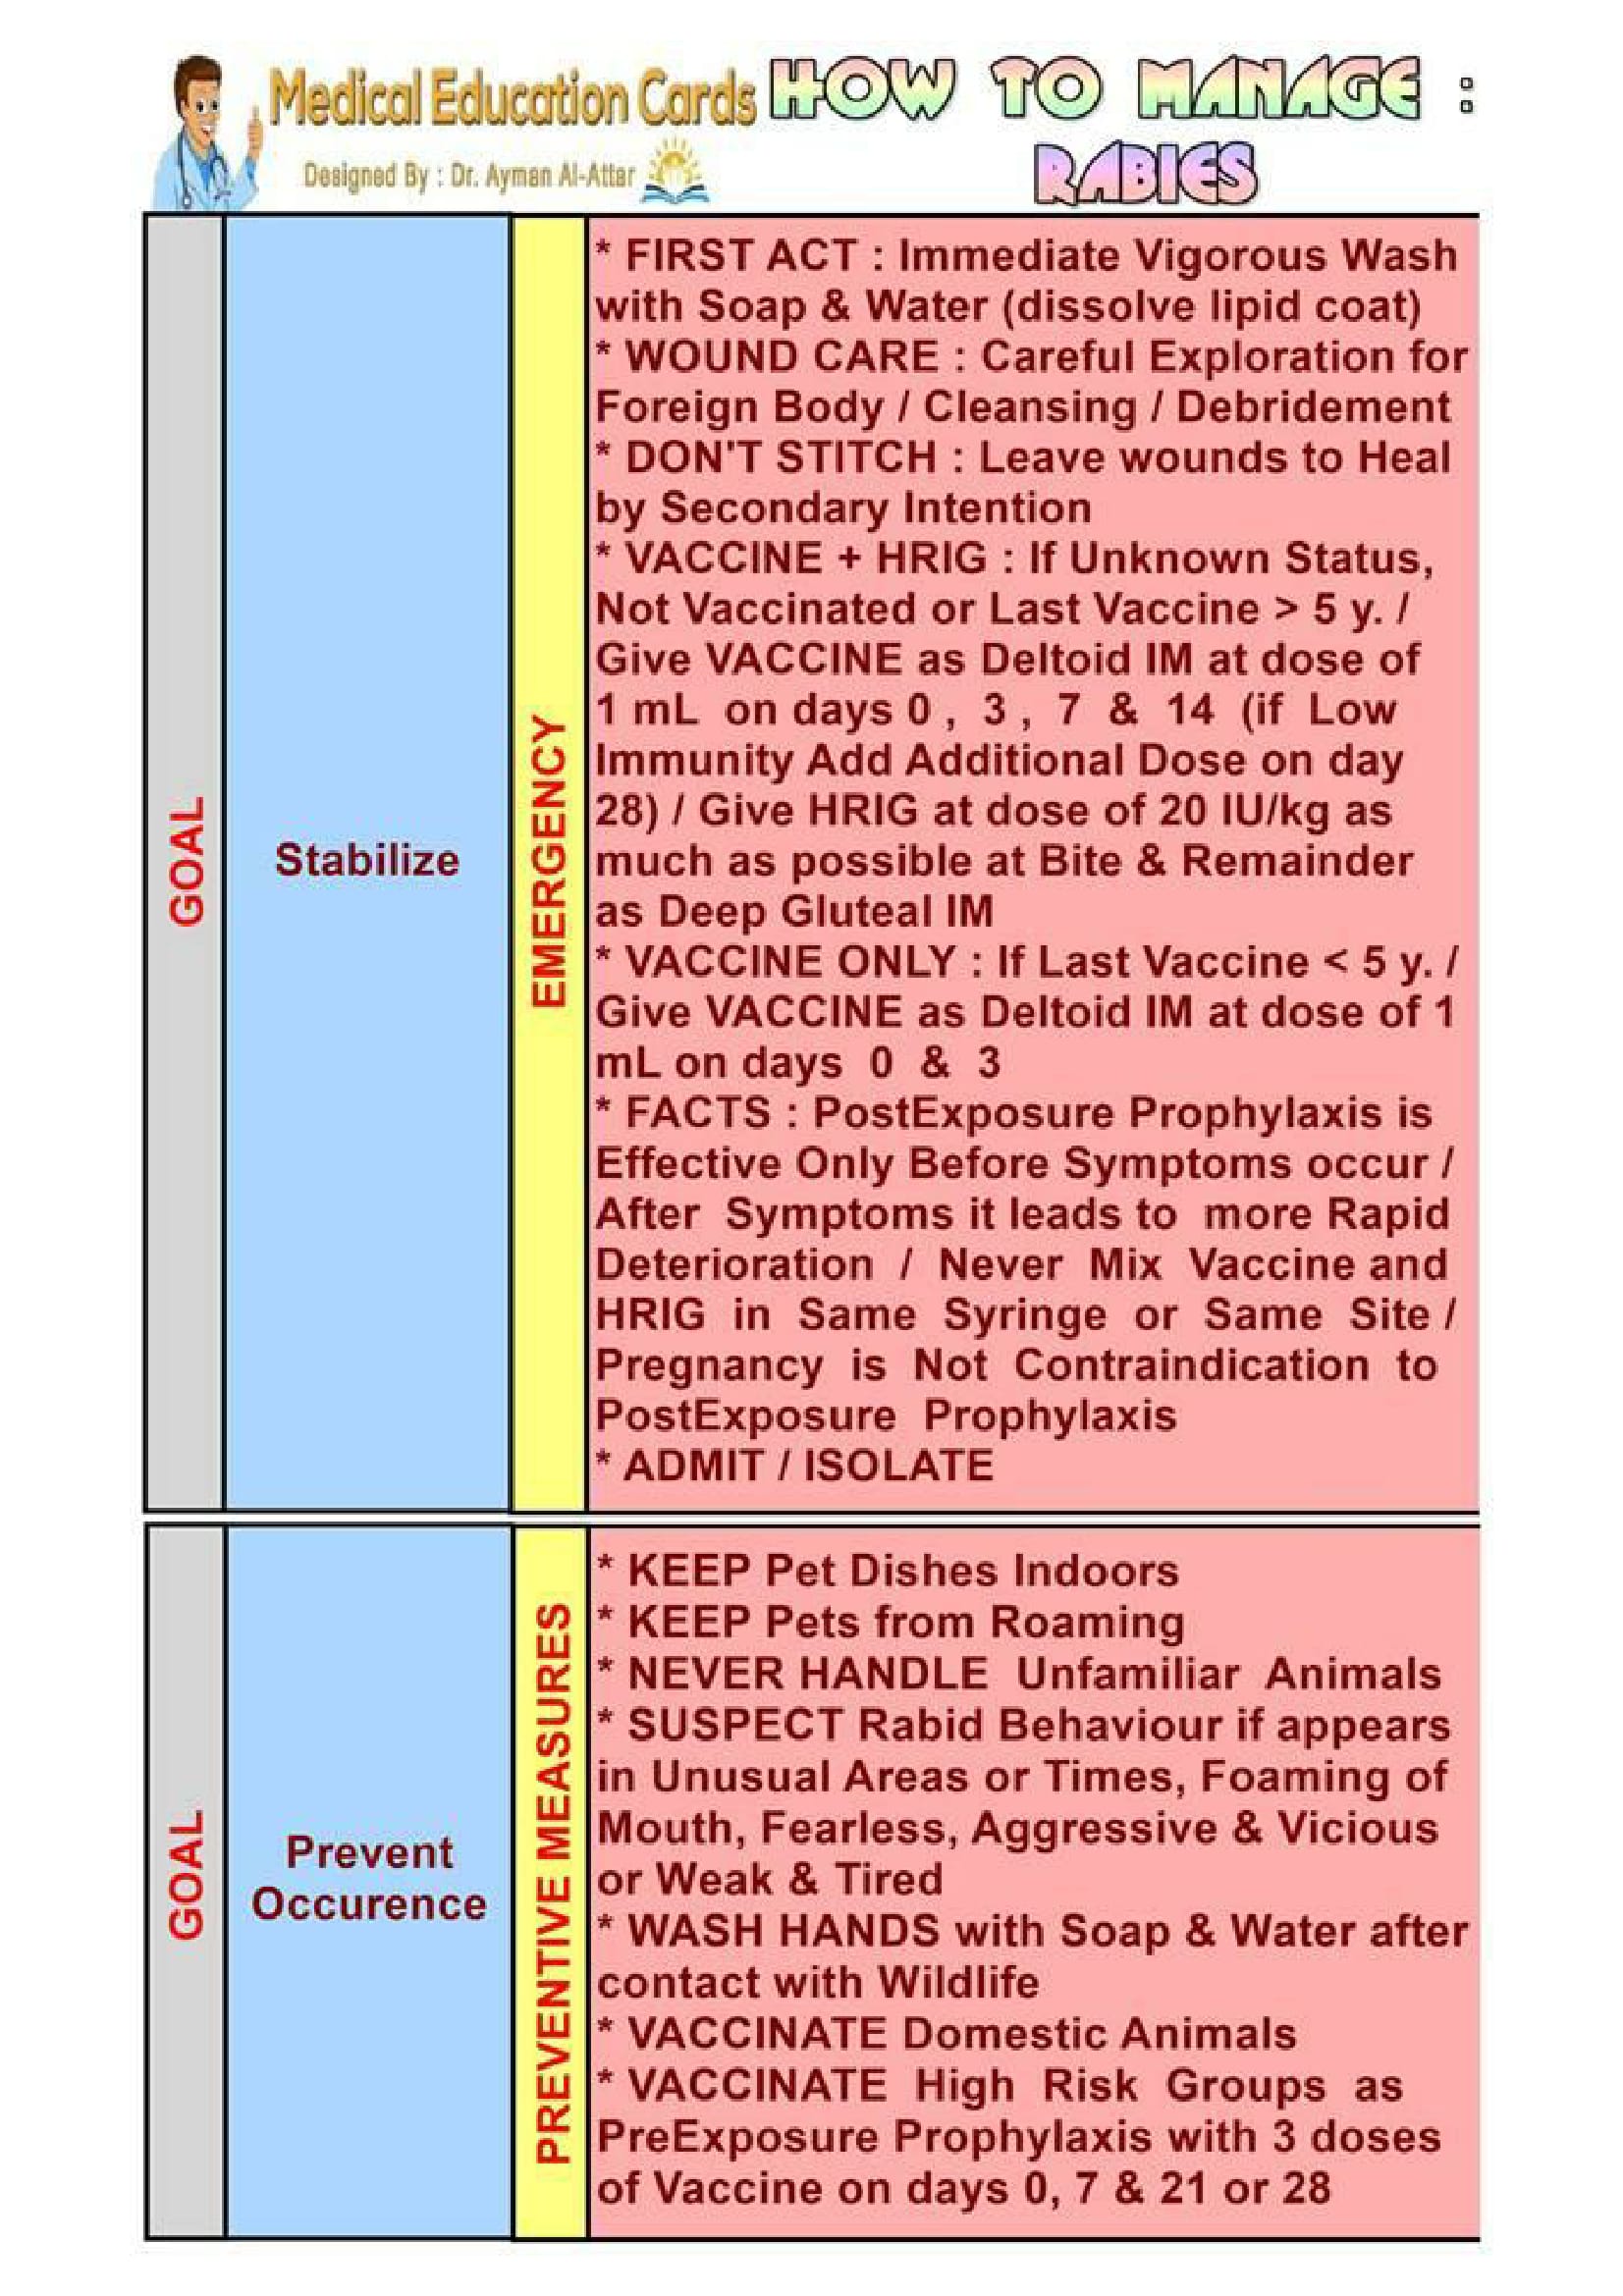 Medical Education Cards HOW TO MANAGE :
Designed By : Dr. Ayman Al-Attar
RABIES
GOAL
Stabilize
EMERGENCY
* FIRST ACT : Immediate Vigorous Wash
with Soap & Water (dissolve lipid coat)
* WOUND CARE : Careful Exploration for
Foreign Body / Cleansing / Debridement
* DON'T STITCH : Leave wounds to Heal
by Secondary Intention
* VACCINE + HRIG : If Unknown Status,
Not Vaccinated or Last Vaccine > 5 y. /
Give VACCINE as Deltoid IM at dose of
1 mL on days 0 , 3 , 7 & 14 (if Low
Immunity Add Additional Dose on day
28) / Give HRIG at dose of 20 IU/kg as
much as possible at Bite & Remainder
as Deep Gluteal IM
* VACCINE ONLY : If Last Vaccine < 5 y. /
Give VACCINE as Deltoid IM at dose of 1
mL on days 0 & 3
* FACTS : PostExposure Prophylaxis is
Effective Only Before Symptoms occur /
After Symptoms it leads to more Rapid
Deterioration / Never Mix Vaccine and
HRIG in Same Syringe or Same Site /
Pregnancy is Not Contraindication to
PostExposure Prophylaxis
* ADMIT / ISOLATE
GOAL
Prevent
Occurence
PREVENTIVE MEASURES
* KEEP Pet Dishes Indoors
* KEEP Pets from Roaming
* NEVER HANDLE Unfamiliar Animals
* SUSPECT Rabid Behaviour if appears
in Unusual Areas or Times, Foaming of
Mouth, Fearless, Aggressive & Vicious
or Weak & Tired
* WASH HANDS with Soap & Water after
contact with Wildlife
* VACCINATE Domestic Animals
* VACCINATE High Risk Groups as
PreExposure Prophylaxis with 3 doses
of Vaccine on days 0, 7 & 21 or 28